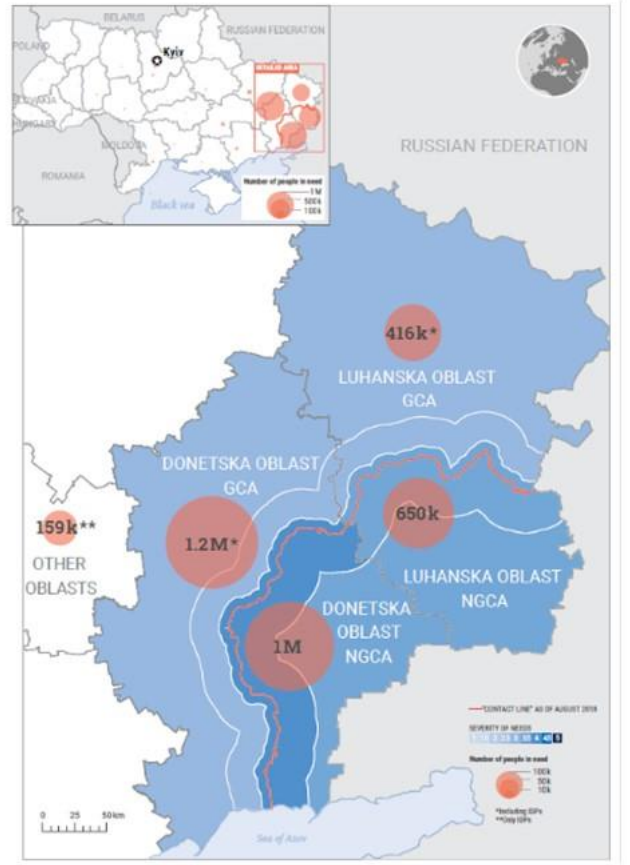 BELARUS
RUSSIAN FEDERATION
POLAND
Kyiv
DETAILED AREA
SLOVAKIA
HUNGARY
MOLDOVA
ROMANIA
Black sea
Number of people in need
1M
500k
100k
RUSSIAN FEDERATION
416k*
LUHANSKA OBLAST
GCA
DONETSKA OBLAST
GCA
1.2M*
650k
159k**
OTHER
OBLASTS
LUHANSKA OBLAST
NGCA
DONETSKA
OBLAST
NGCA
1M
"CONTACT LINE" AS OF AUGUST 2018
SEVERITY OF NEEDS
Number of people in need
100k
50k
10k
*Including IDPs
**Only IDPs
0 25 50km
Sea of Azov